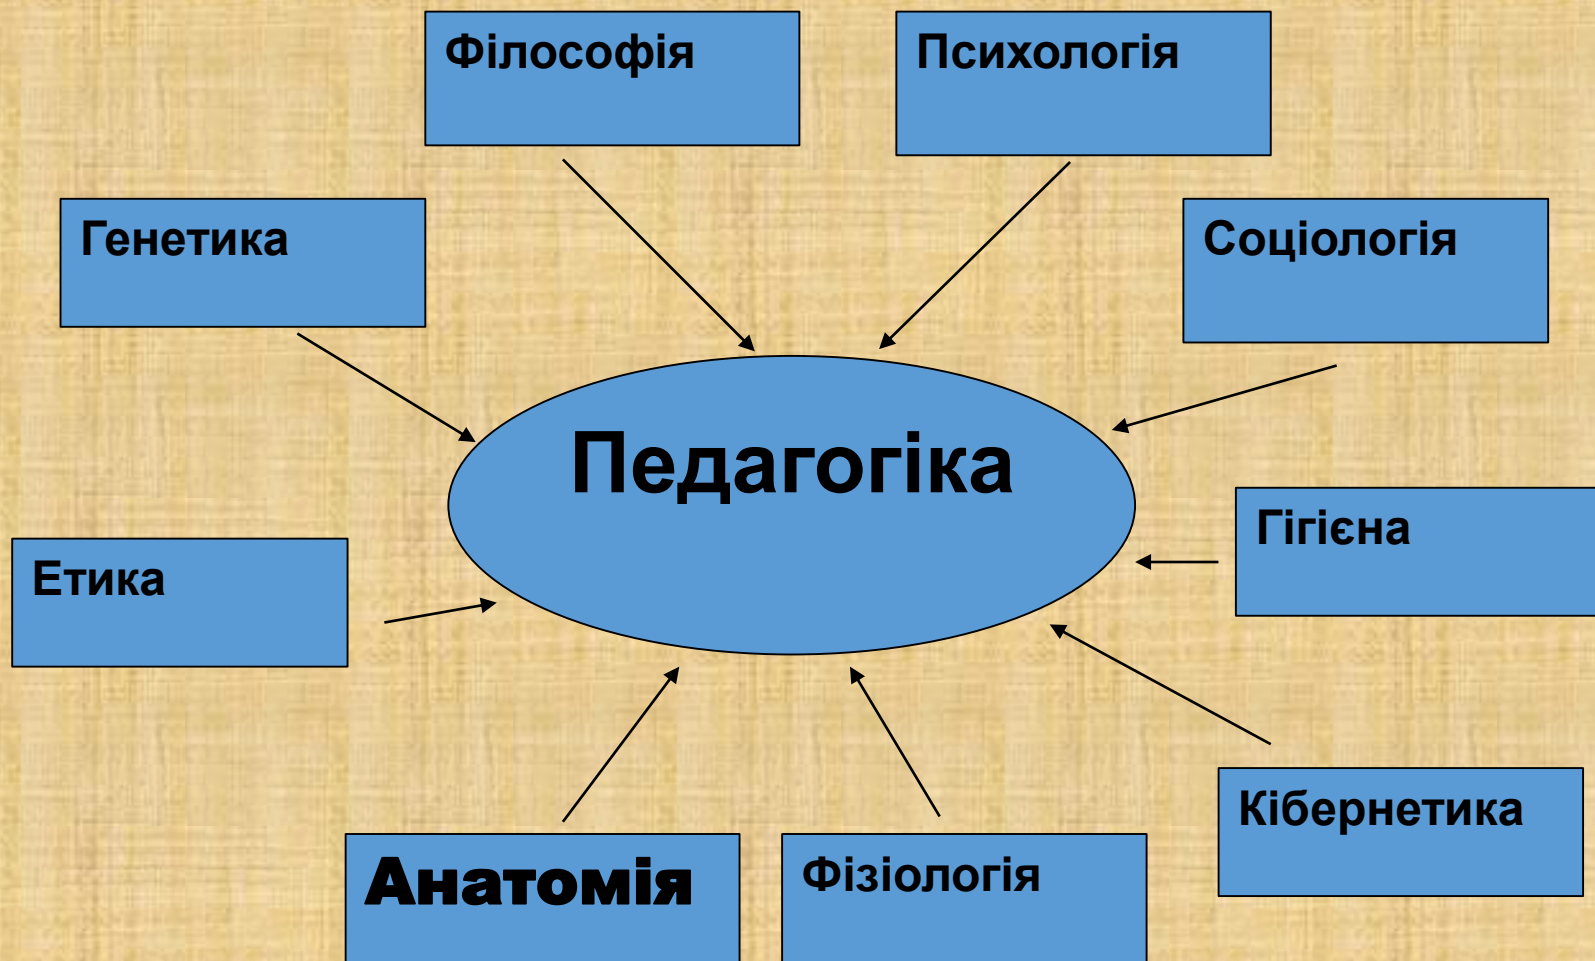 Філософія
Психологія
Генетика
Соціологія
Педагогіка
Гігієна
Етика
Кібернетика
Анатомія
Фізіологія